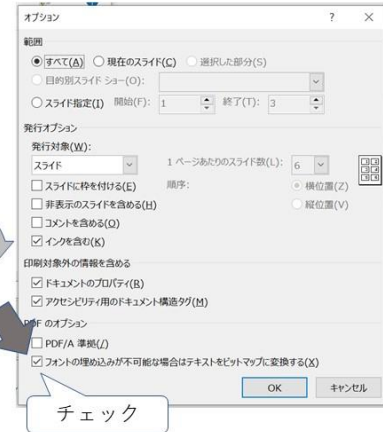 オプション ? ×
範囲
すべて(A) 現在のスライド(C) 選択した部分(S)
目的別スライド ショー(O):
スライド指定(I) 開始(F): 1 終了(T): 3
発行オプション
発行対象(W):
スライド 1 ページあたりのスライド数(L): 6
スライドに枠を付ける(E) 順序: 横位置(Z)
非表示のスライドを含める(H) 縦位置(V)
コメントを含める(O)
インクを含む(K)
印刷対象外の情報を含める
ドキュメントのプロパティ(R)
アクセシビリティ用のドキュメント構造タグ(M)
PDF のオプション
PDF/A 準拠(/)
フォントの埋め込みが不可能な場合はテキストをビットマップに変換する(X)
OK キャンセル
チェック